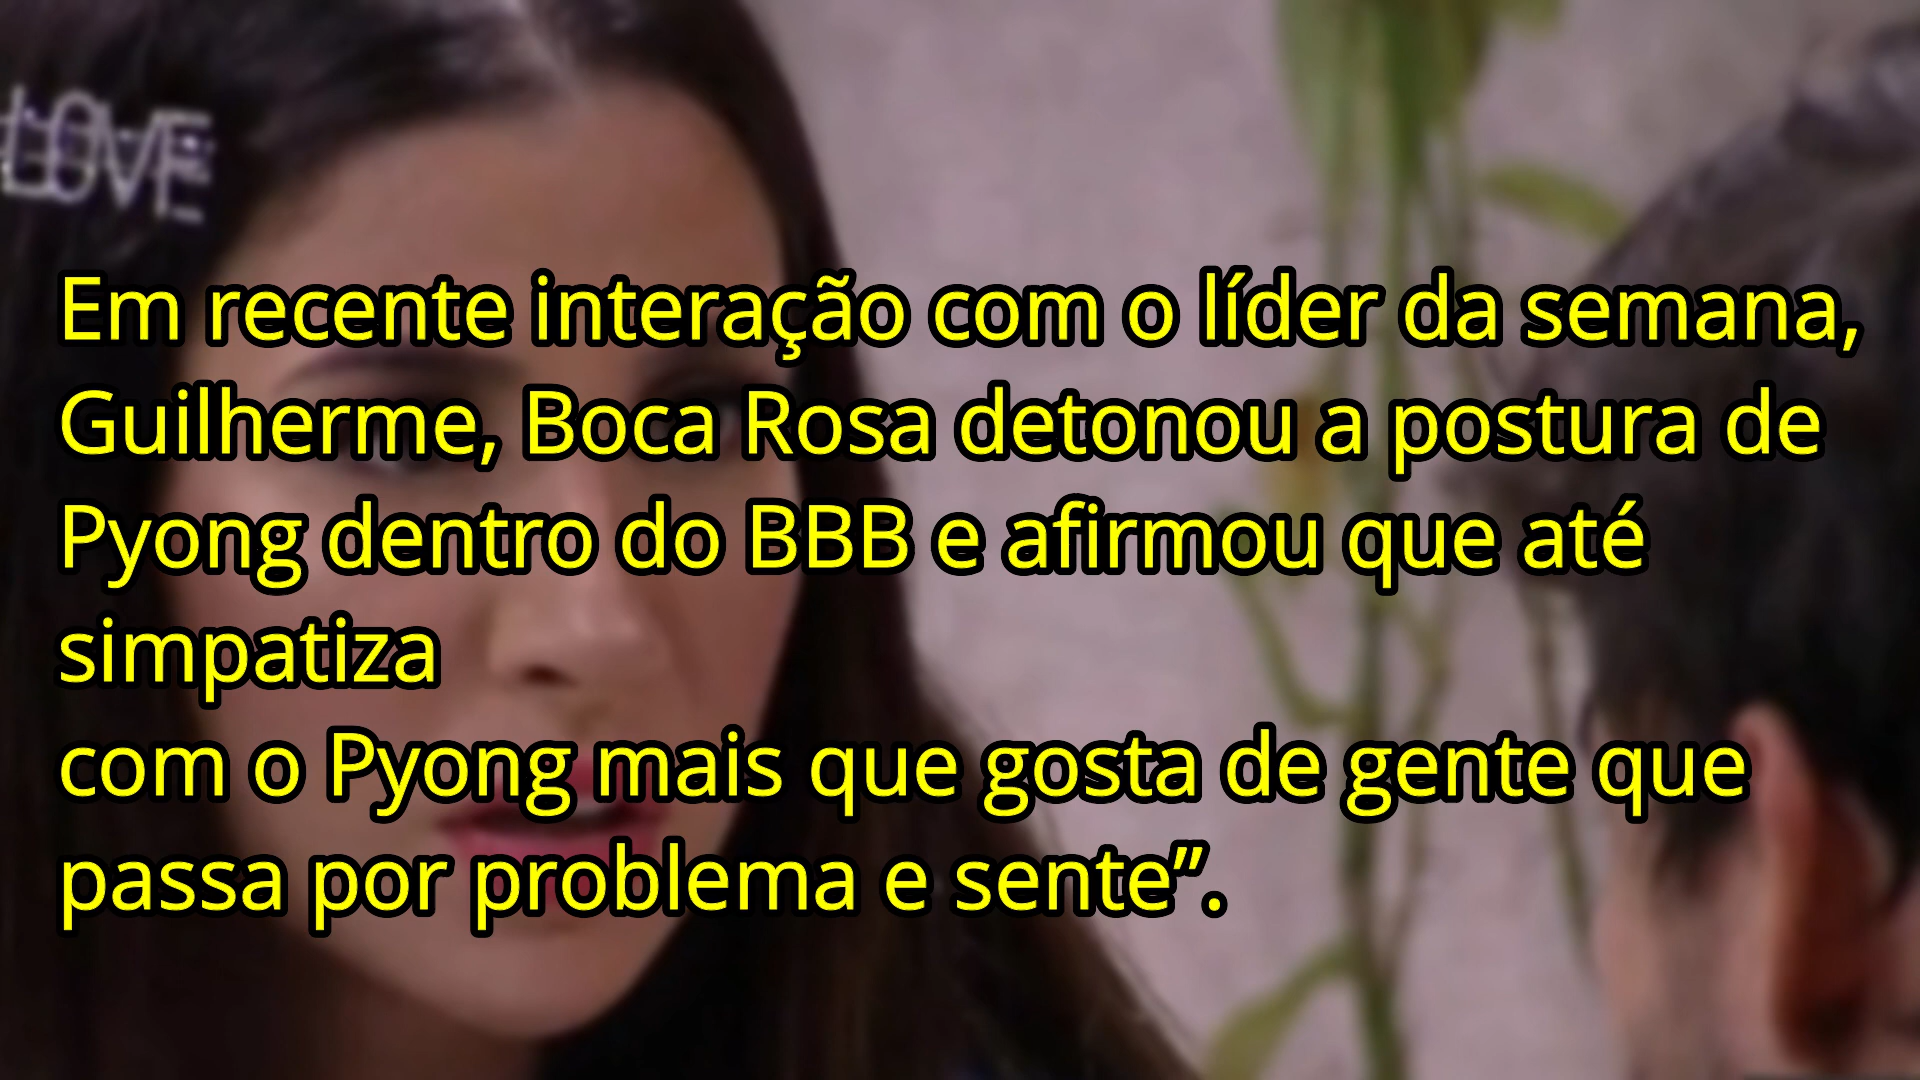 LOVE
Em recente interação com o líder da semana,
Guilherme, Boca Rosa detonou a postura de
Pyong dentro do BBB e afirmou que até
simpatiza
com o Pyong mais que gosta de gente que
passa por problema e sente”.